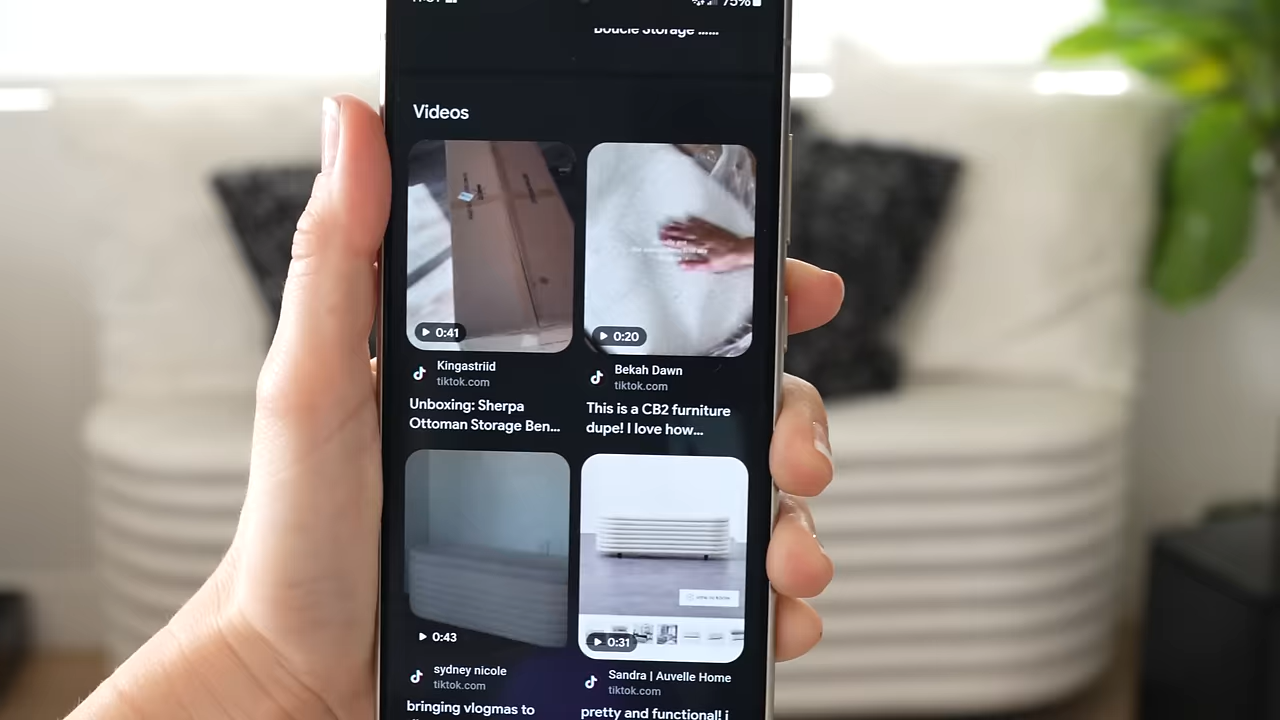 75%
Boucle Storage ......
Videos
0:41
0:20
Kingastriid
tiktok.com
Bekah Dawn
tiktok.com
Unboxing: Sherpa
Ottoman Storage Ben...
This is a CB2 furniture
dupe! I love how...
0:43
0:31
sydney nicole
tiktok.com
Sandra | Auvelle Home
tiktok.com
bringing vlogmas to
pretty and functional! i